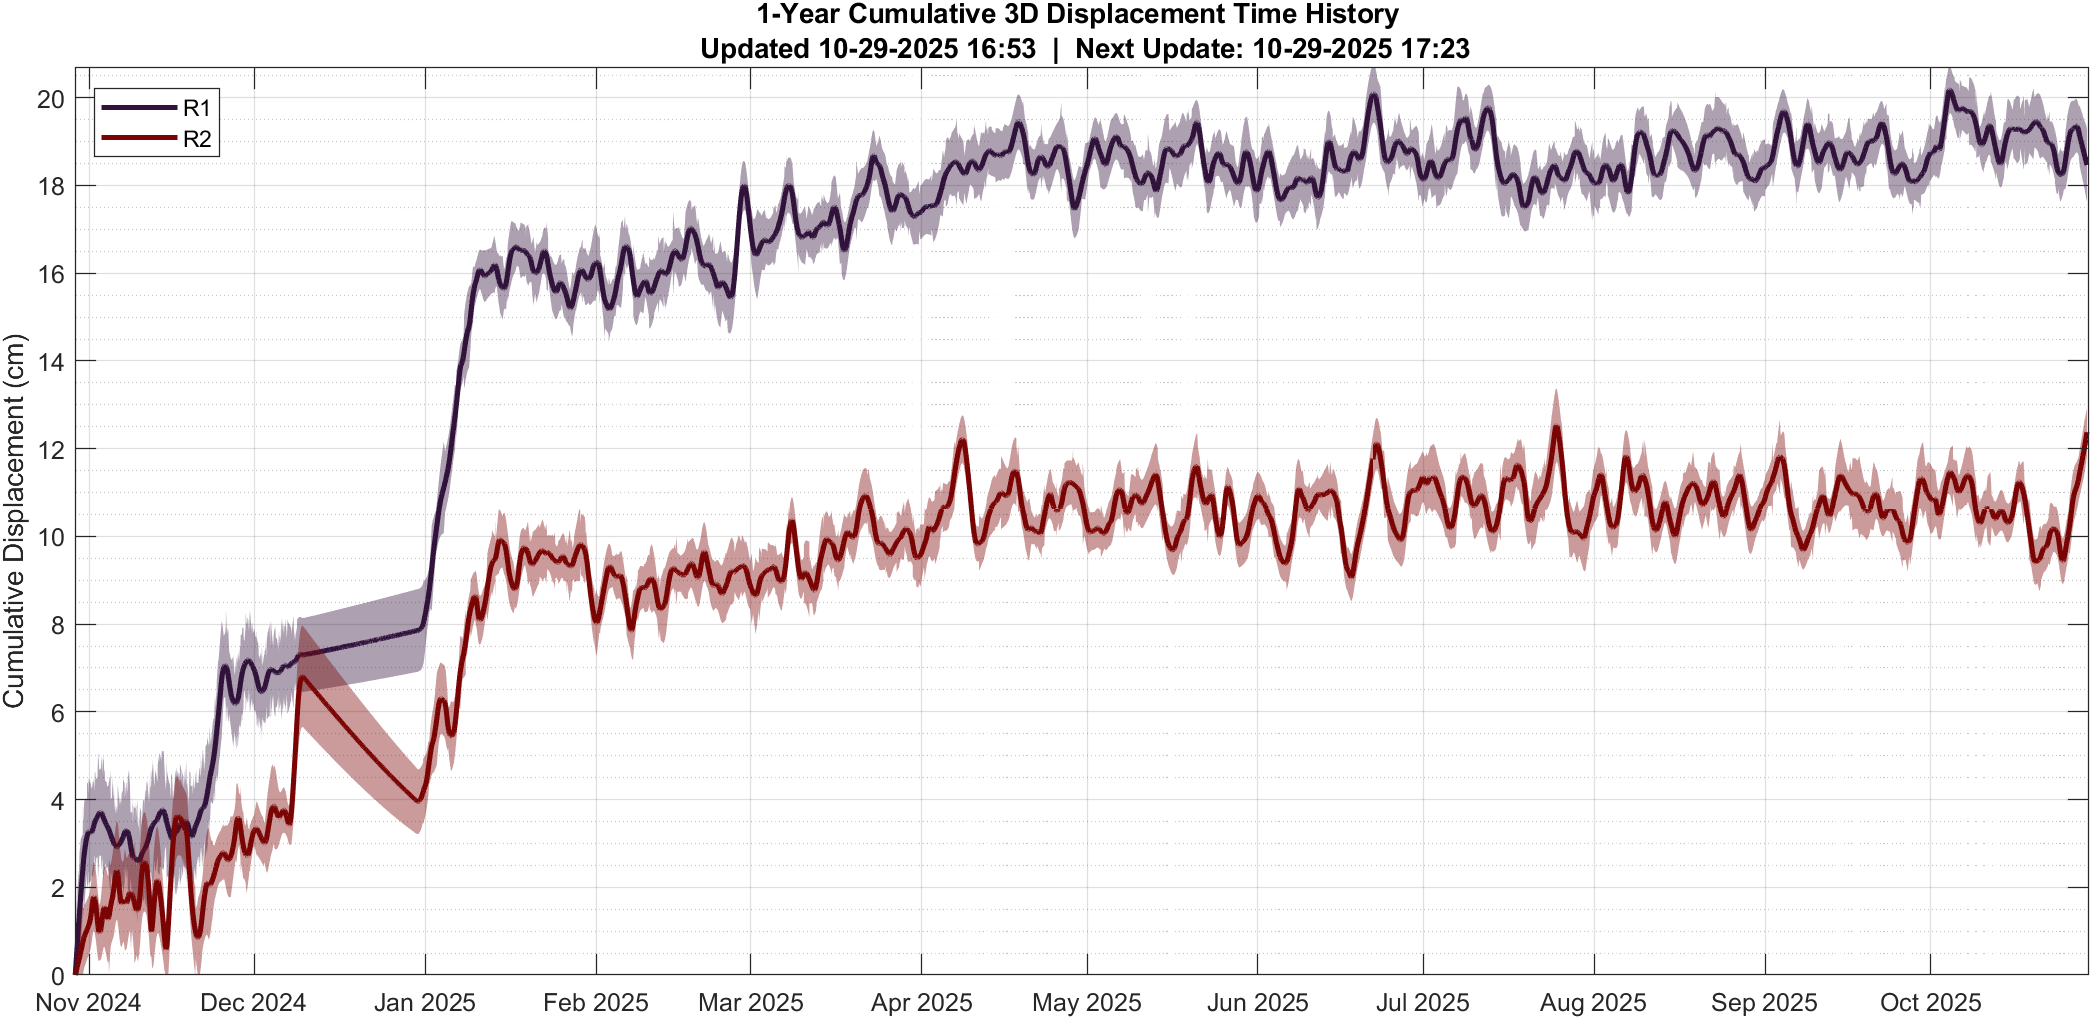 1-Year Cumulative 3D Displacement Time History
Updated 10-29-2025 16:53 | Next Update: 10-29-2025 17:23
R1
R2
Cumulative Displacement (cm)
20
18
16
14
12
10
8
6
4
2
0
Nov 2024 Dec 2024 Jan 2025 Feb 2025 Mar 2025 Apr 2025 May 2025 Jun 2025 Jul 2025 Aug 2025 Sep 2025 Oct 2025